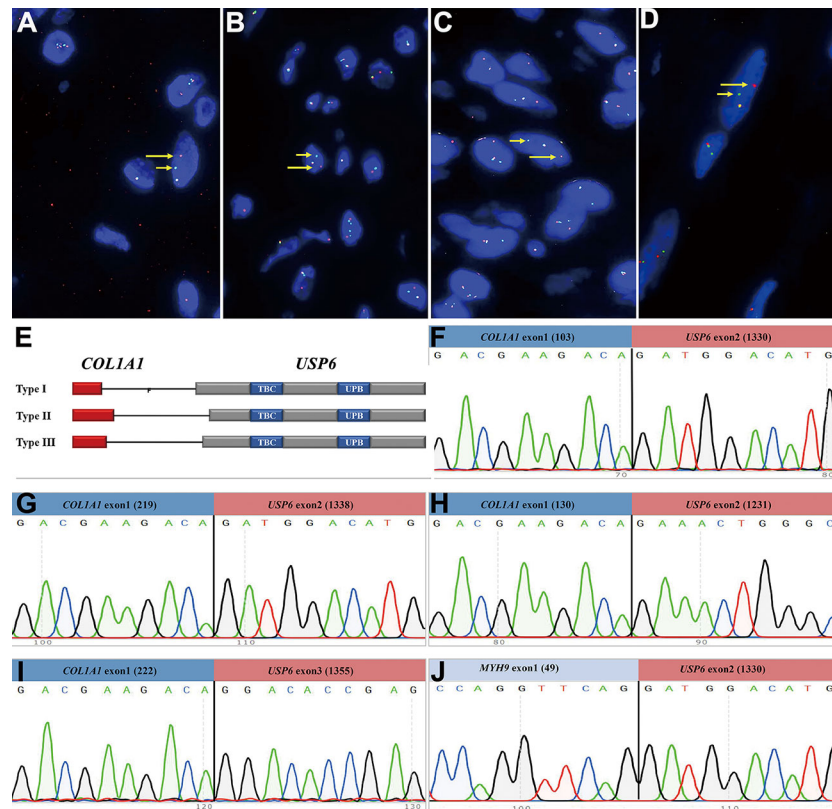 A B C D
E
COL1A1 USP6
Type I TBC UPB
Type II TBC UPB
Type III TBC UPB
F
COL1A1 exon1 (103) USP6 exon2 (1330)
G A C G A A G A C A G A T G G A C A T G
70 80
G
COL1A1 exon1 (219) USP6 exon2 (1338)
G A C G A A G A C A G A T G G A C A T G
100 110
H
COL1A1 exon1 (130) USP6 exon2 (1231)
G A C G A A G A C A G A A A C T G G G C
80 90
I
COL1A1 exon1 (222) USP6 exon3 (1355)
G A C G A A G A C A G G A C A C C G A G
120 130
J
MYH9 exon1 (49) USP6 exon2 (1330)
C C A G G T T C A G G A T G G A C A T G
100 110